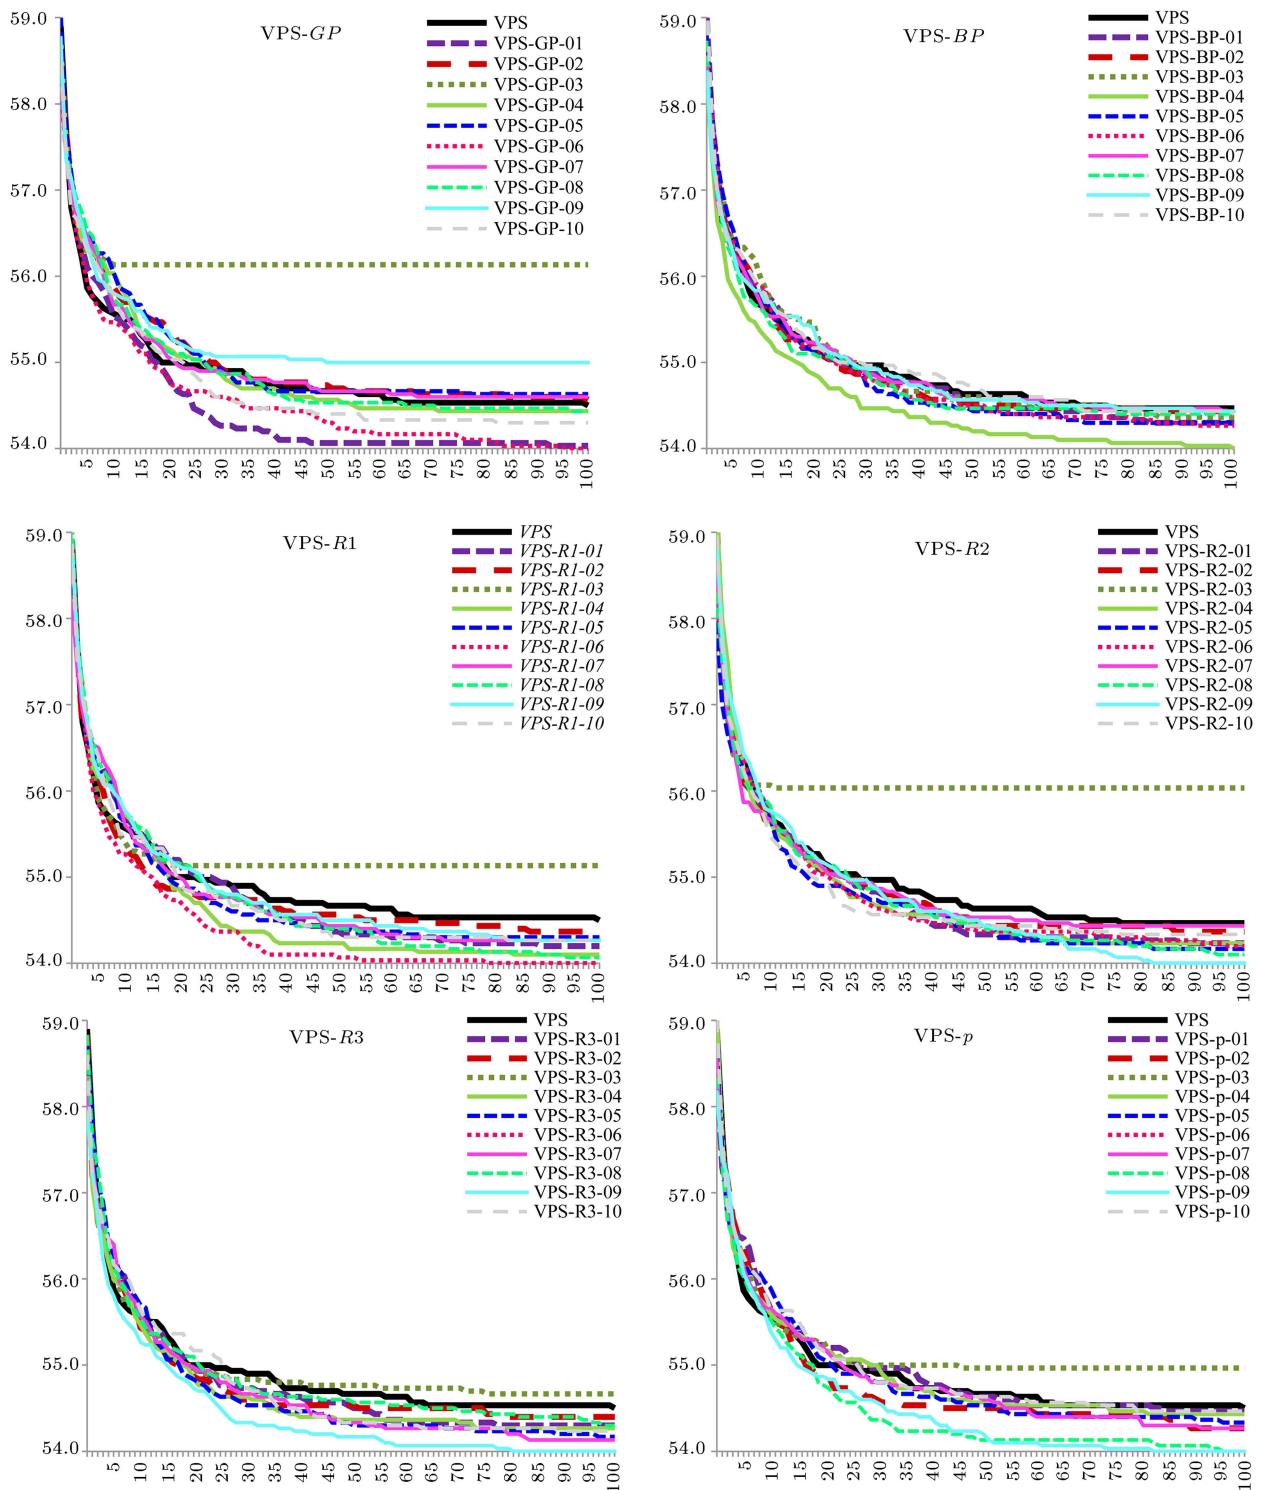 VPS-GP
59.0
58.0
57.0
56.0
55.0
54.0
5 10 15 20 25 30 35 40 45 50 55 60 65 70 75 80 85 90 95 100
VPS
VPS-GP-01
VPS-GP-02
VPS-GP-03
VPS-GP-04
VPS-GP-05
VPS-GP-06
VPS-GP-07
VPS-GP-08
VPS-GP-09
VPS-GP-10
VPS-BP
59.0
58.0
57.0
56.0
55.0
54.0
5 10 15 20 25 30 35 40 45 50 55 60 65 70 75 80 85 90 95 100
VPS
VPS-BP-01
VPS-BP-02
VPS-BP-03
VPS-BP-04
VPS-BP-05
VPS-BP-06
VPS-BP-07
VPS-BP-08
VPS-BP-09
VPS-BP-10
VPS-R1
59.0
58.0
57.0
56.0
55.0
54.0
5 10 15 20 25 30 35 40 45 50 55 60 65 70 75 80 85 90 95 100
VPS
VPS-R1-01
VPS-R1-02
VPS-R1-03
VPS-R1-04
VPS-R1-05
VPS-R1-06
VPS-R1-07
VPS-R1-08
VPS-R1-09
VPS-R1-10
VPS-R2
59.0
58.0
57.0
56.0
55.0
54.0
5 10 15 20 25 30 35 40 45 50 55 60 65 70 75 80 85 90 95 100
VPS
VPS-R2-01
VPS-R2-02
VPS-R2-03
VPS-R2-04
VPS-R2-05
VPS-R2-06
VPS-R2-07
VPS-R2-08
VPS-R2-09
VPS-R2-10
VPS-R3
59.0
58.0
57.0
56.0
55.0
54.0
5 10 15 20 25 30 35 40 45 50 55 60 65 70 75 80 85 90 95 100
VPS
VPS-R3-01
VPS-R3-02
VPS-R3-03
VPS-R3-04
VPS-R3-05
VPS-R3-06
VPS-R3-07
VPS-R3-08
VPS-R3-09
VPS-R3-10
VPS-p
59.0
58.0
57.0
56.0
55.0
54.0
5 10 15 20 25 30 35 40 45 50 55 60 65 70 75 80 85 90 95 100
VPS
VPS-p-01
VPS-p-02
VPS-p-03
VPS-p-04
VPS-p-05
VPS-p-06
VPS-p-07
VPS-p-08
VPS-p-09
VPS-p-10